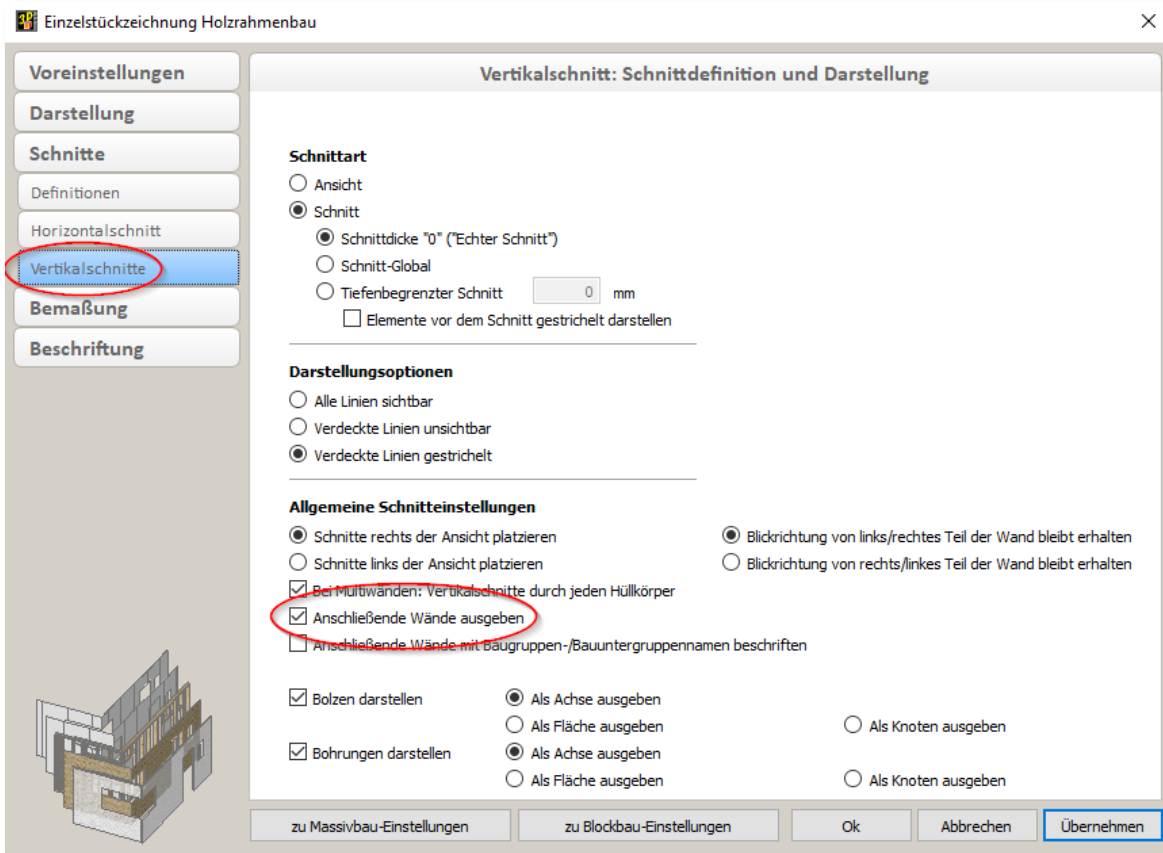 Einzelstückzeichnung Holzrahmenbau
Voreinstellungen
Darstellung
Schnitte
Definitionen
Horizontalschnitt
Vertikalschnitte
Bemaßung
Beschriftung
Vertikalschnitt: Schnittdefinition und Darstellung
Schnittart
Ansicht
Schnitt
Schnittdicke "0" ("Echter Schnitt")
Schnitt-Global
Tiefenbegrenzter Schnitt 0 mm
Elemente vor dem Schnitt gestrichelt darstellen
Darstellungsoptionen
Alle Linien sichtbar
Verdeckte Linien unsichtbar
Verdeckte Linien gestrichelt
Allgemeine Schnitteinstellungen
Schnitte rechts der Ansicht platzieren Blickrichtung von links/rechtes Teil der Wand bleibt erhalten
Schnitte links der Ansicht platzieren Blickrichtung von rechts/linkes Teil der Wand bleibt erhalten
Bei Multiwänden: Vertikalschnitte durch jeden Hüllkörper
Anschließende Wände ausgeben
Anschließende Wände mit Baugruppen-/Bauuntergruppennamen beschriften
Bolzen darstellen Als Achse ausgeben
Als Fläche ausgeben Als Knoten ausgeben
Bohrungen darstellen Als Achse ausgeben
Als Fläche ausgeben Als Knoten ausgeben
zu Massivbau-Einstellungen zu Blockbau-Einstellungen Ok Abbrechen Übernehmen